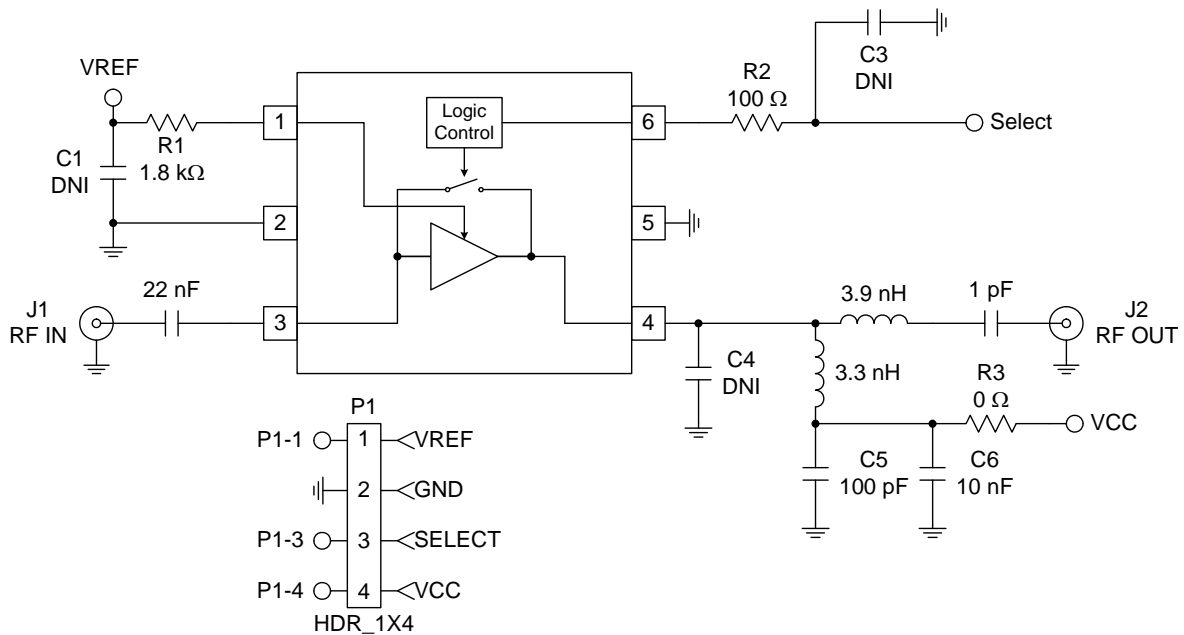 VREF
R1
1.8 kΩ
C1
DNI
1
2
3
J1
RF IN
22 nF
Logic
Control
6
5
4
R2
100 Ω
C3
DNI
Select
C4
DNI
3.9 nH
1 pF
J2
RF OUT
3.3 nH
R3
0 Ω
VCC
C5
100 pF
C6
10 nF
P1
P1-1 1 VREF
2 GND
P1-3 3 SELECT
P1-4 4 VCC
HDR_1X4